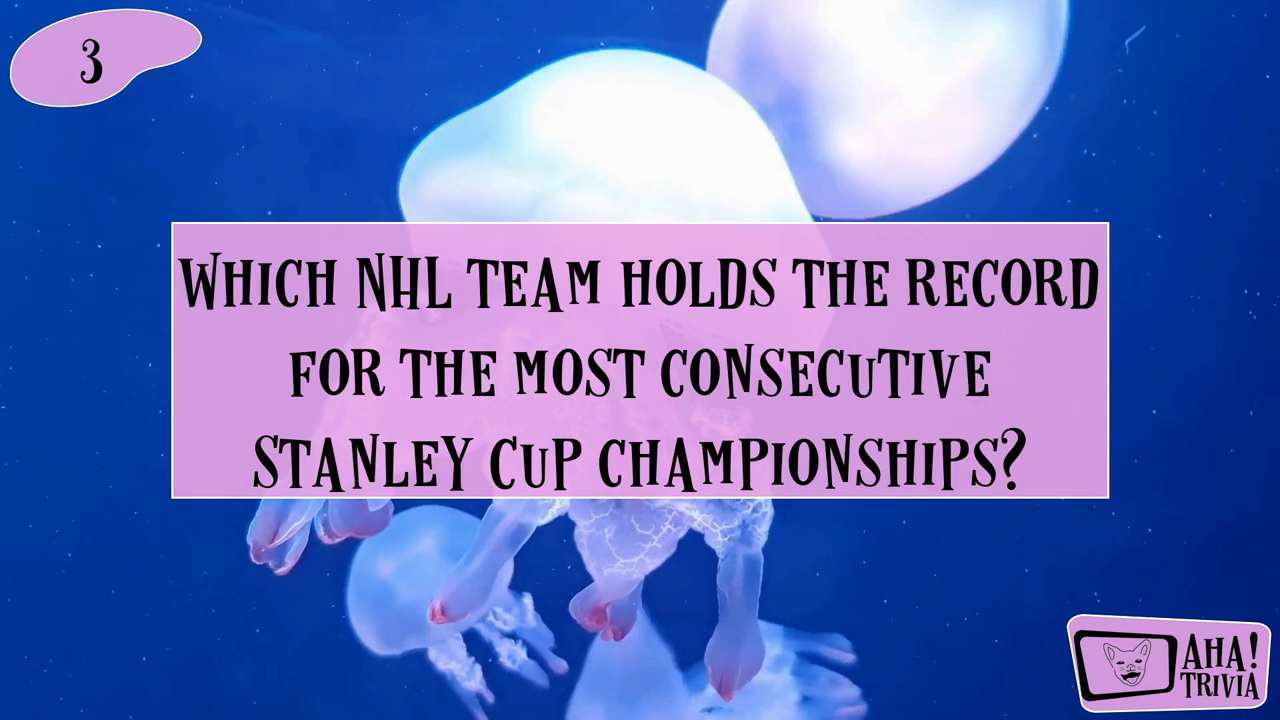 3
WHICH NHL TEAM HOLDS THE RECORD
FOR THE MOST CONSECUTIVE
STANLEY CUP CHAMPIONSHIPS?
AHA!
TRIVIA